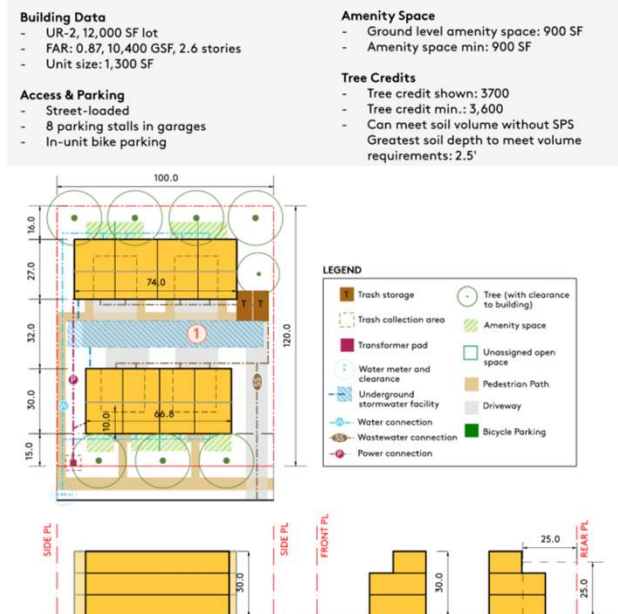 Building Data
- UR-2, 12,000 SF lot
- FAR: 0.87, 10,400 GSF, 2.6 stories
- Unit size: 1,300 SF
Access & Parking
- Street-loaded
- 8 parking stalls in garages
- In-unit bike parking
Amenity Space
- Ground level amenity space: 900 SF
- Amenity space min: 900 SF
Tree Credits
- Tree credit shown: 3700
- Tree credit min.: 3,600
- Can meet soil volume without SPS
Greatest soil depth to meet volume
requirements: 2.5'
100.0
16.0
27.0
32.0
30.0
15.0
74.0
T T
1
120.0
P
SS
66.8
10.0
LEGEND
T Trash storage
Trash collection area
Transformer pad
Water meter and
clearance
Underground
stormwater facility
Water connection
SS Wastewater connection
P Power connection
Tree (with clearance
to building)
Amenity space
Unassigned open
space
Pedestrian Path
Driveway
Bicycle Parking
SIDE PL
SIDE PL
30.0
FRONT PL
30.0
25.0
REAR PL
25.0